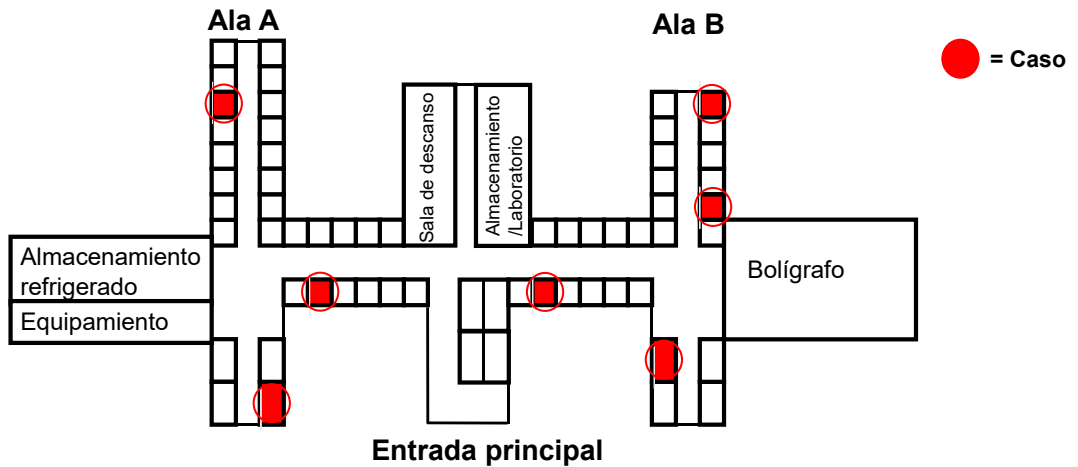 Ala A
Ala B
= Caso
Sala de descanso
Almacenamiento
/Laboratorio
Almacenamiento
refrigerado
Equipamiento
Bolígrafo
Entrada principal